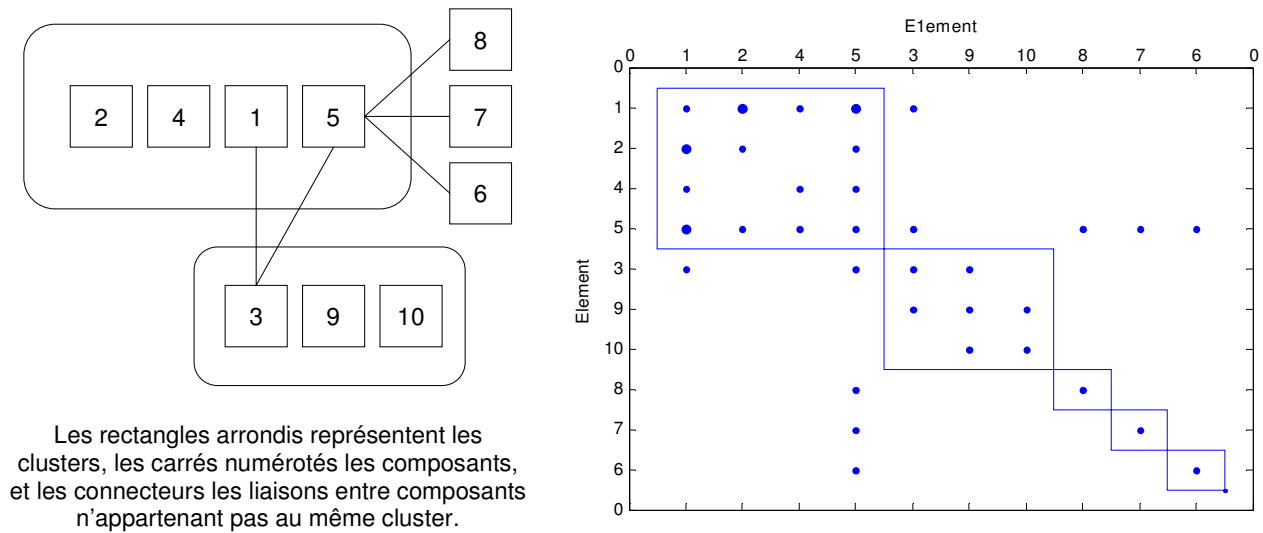 8
2 4 1 5 7
6
3 9 10
Les rectangles arrondis représentent les
clusters, les carrés numérotés les composants,
et les connecteurs les liaisons entre composants
n'appartenant pas au même cluster.
E1ement
0 1 2 4 5 3 9 10 8 7 6 0
0
1
2
4
5
3
9
10
8
7
6
0
Element